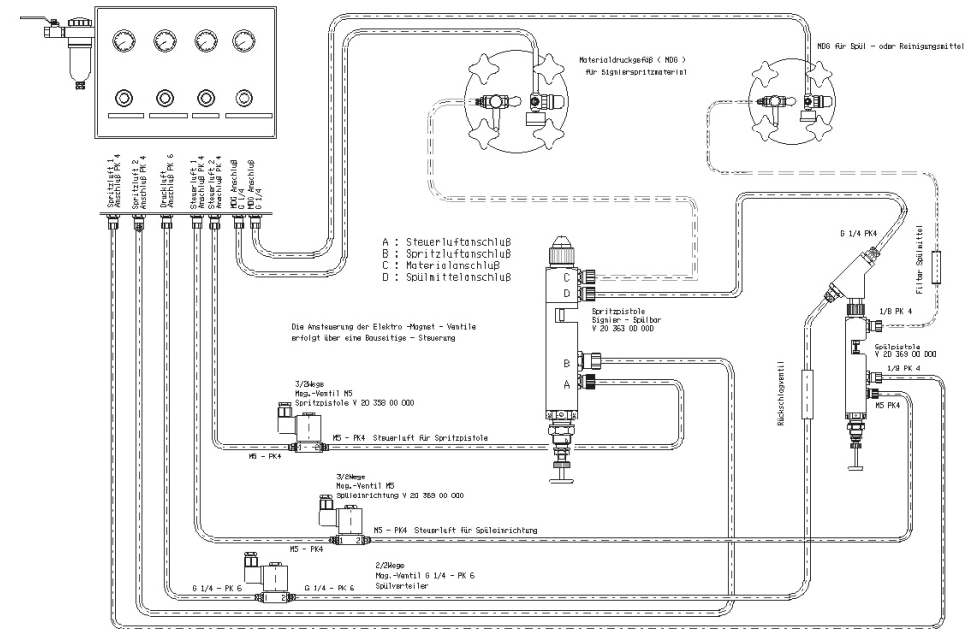 MDG für Spül - oder Reinigungsmittel
Materialdruckgefäß ( MDG )
für Signierspritzmaterial
Spritzluft 1
Anschluß PK 4
Spritzluft 2
Anschluß PK 4
Druckluft
Anschluß PK 6
Steuerluft 1
Anschluß PK 4
Steuerluft 2
Anschluß PK 4
MDG Anschluß
G 1/4
MDG Anschluß
G 1/4
A : Steuerluftanschluß
B : Spritzluftanschluß
C : Materialanschluß
D : Spülmittelanschluß
G 1/4 PK4
Filter Spülmittel
C
D
B
A
Spritzpistole
Signier - Spülbar
V 20 363 00 000
1/8 PK 4
Spülpistole
V 20 369 00 000
1/8 PK 4
M5 PK4
Rückschlagventil
Die Ansteuerung der Elektro -Magnet - Ventile
erfolgt über eine Bauseitige - Steuerung
3/2Wege
Mag.-Ventil M5
Spritzpistole V 20 358 00 000
M5 - PK4 Steuerluft für Spritzpistole
M5 - PK4
3/2Wege
Mag.-Ventil M5
Spüleinrichtung V 20 369 00 000
M5 - PK4 Steuerluft für Spüleinrichtung
1 2
M5 - PK4
2/2Wege
Mag.-Ventil G 1/4 - PK 6
Spülverteiler
G 1/4 - PK 6
1 2
G 1/4 - PK 6